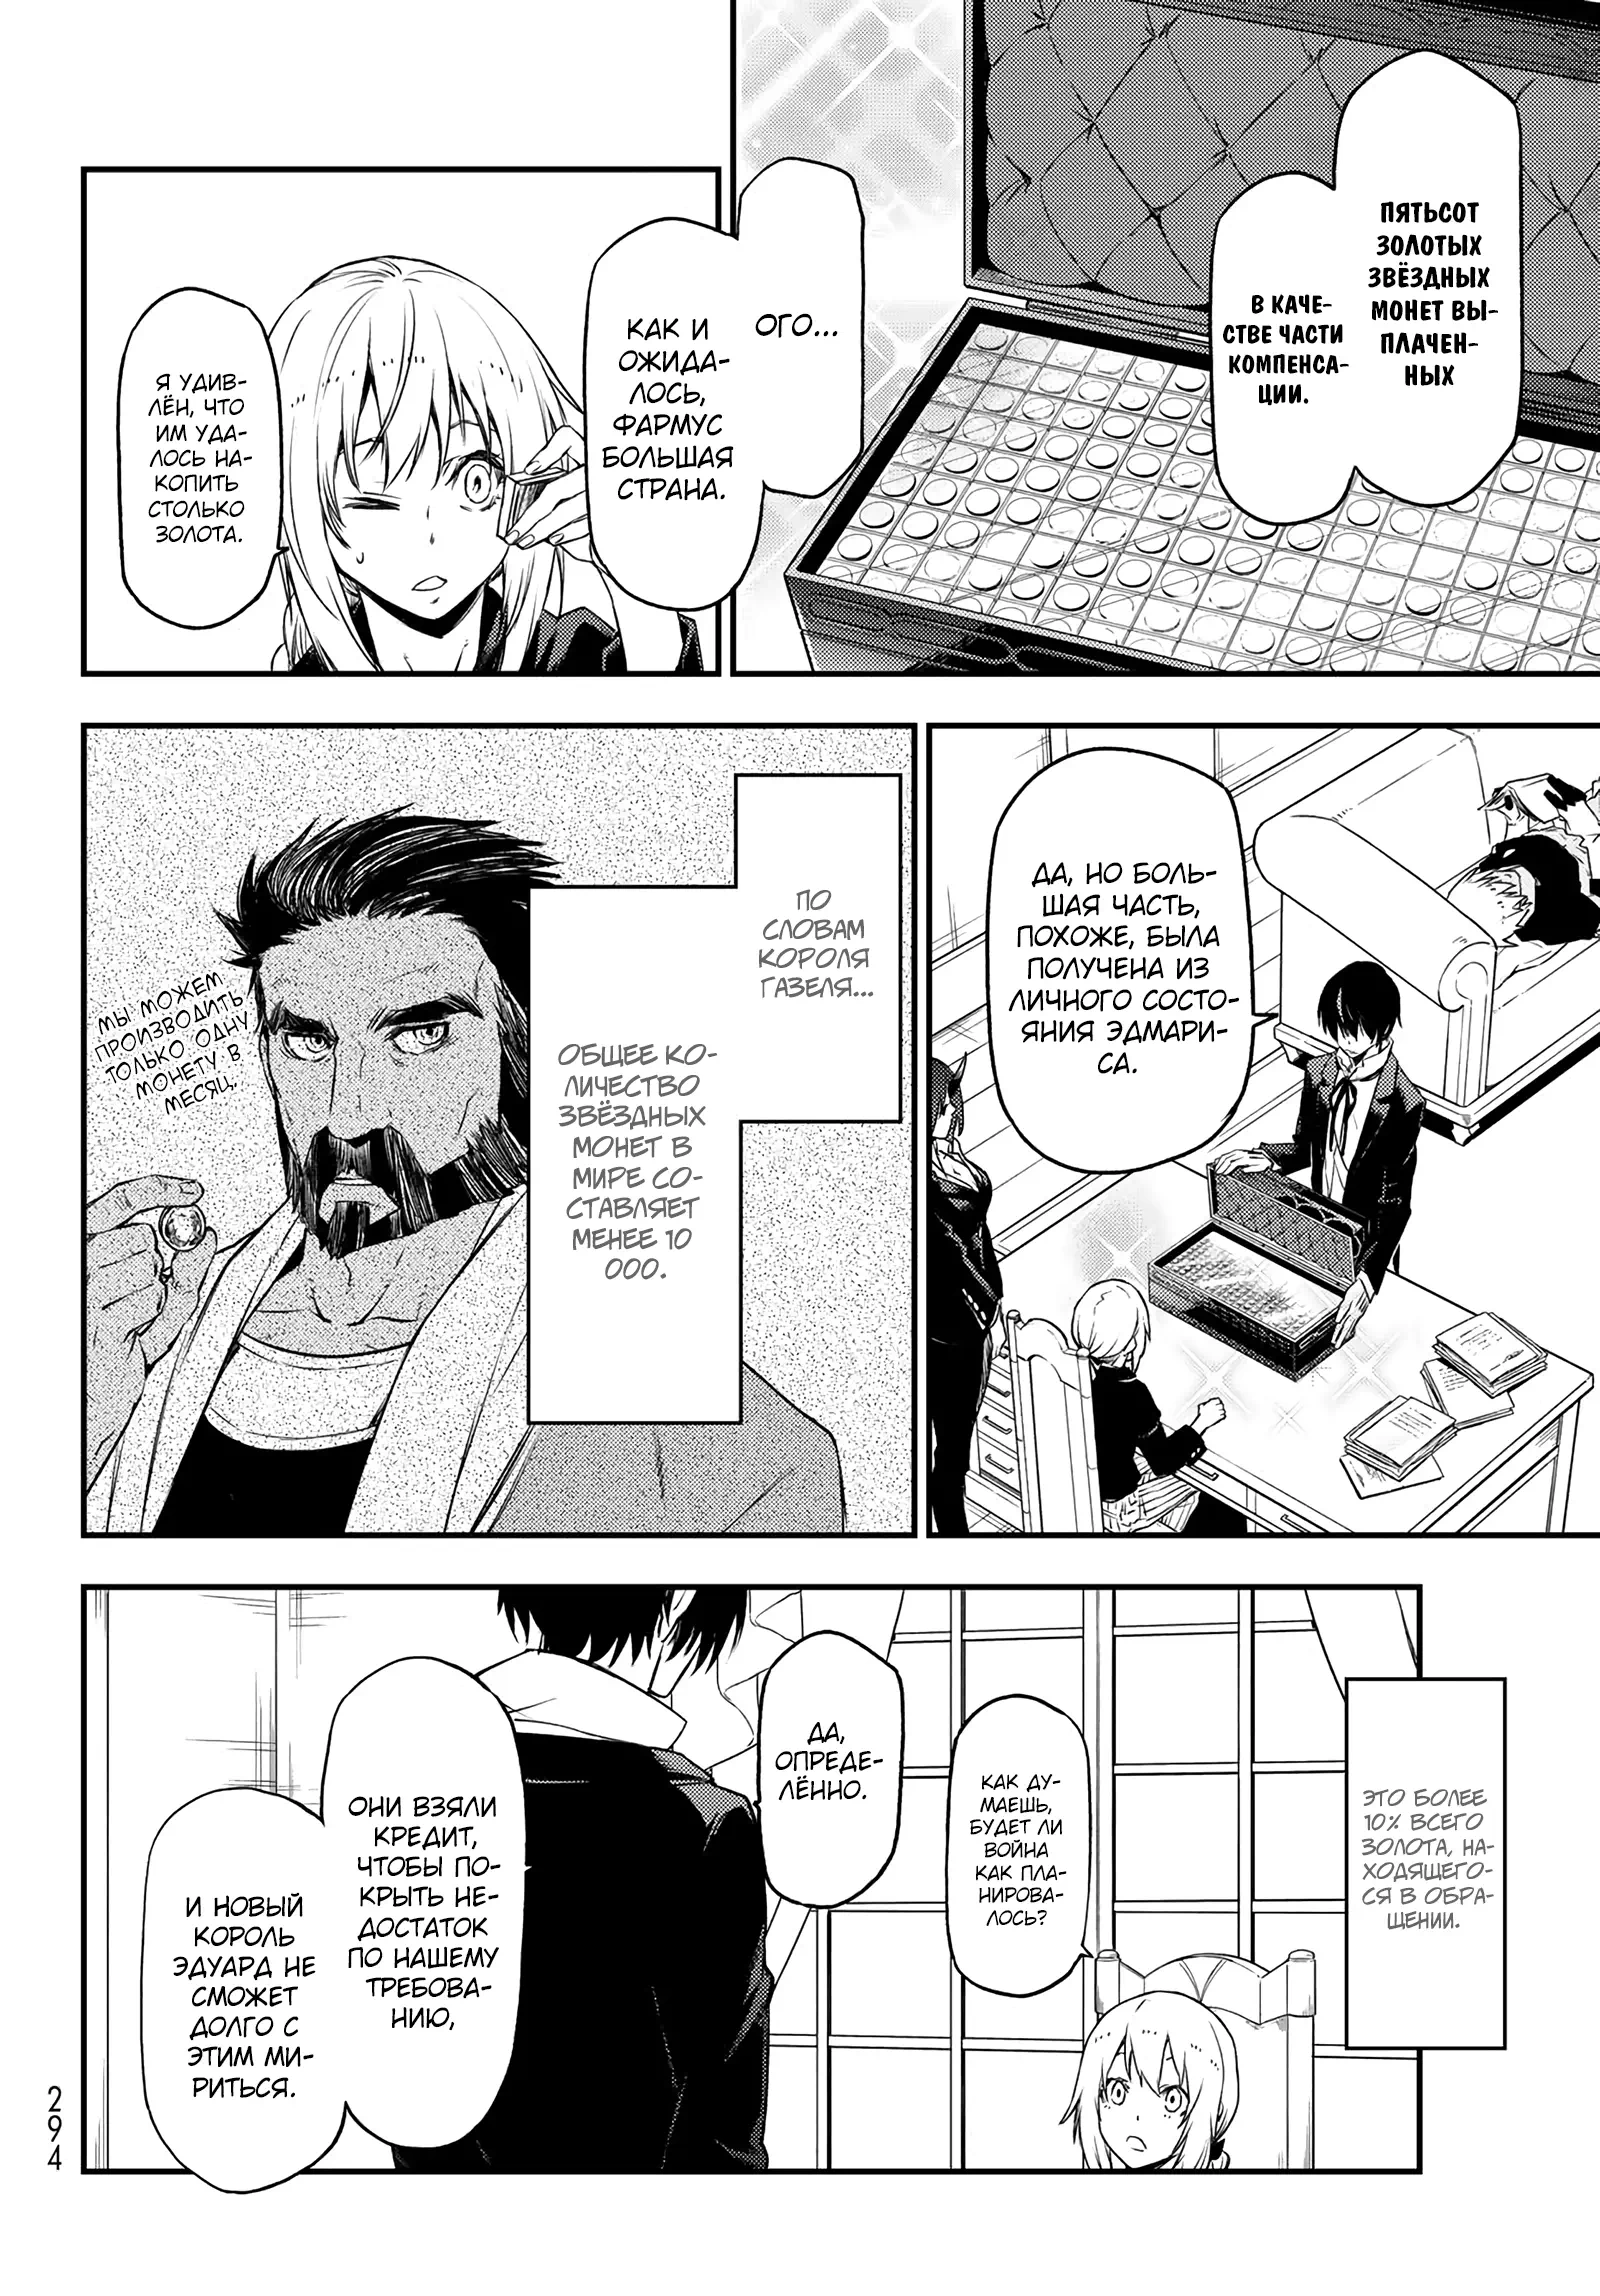 ПЯТЬСОТ
ЗОЛОТЫХ
ЗВЁЗДНЫХ
МОНЕТ ВЫ-
ПЛАЧЕН-
НЫХ
В КАЧЕ-
СТВЕ ЧАСТИ
КОМПЕНСА-
ЦИИ.
ОГО...
КАК И
ОЖИДА-
ЛОСЬ,
ФАРМУС
БОЛЬШАЯ
СТРАНА.
Я УДИВ-
ЛЁН, ЧТО
ИМ УДА-
ЛОСЬ НА-
КОПИТЬ
СТОЛЬКО
ЗОЛОТА.
ДА, НО БОЛЬ-
ШАЯ ЧАСТЬ,
ПОХОЖЕ, БЫЛА
ПОЛУЧЕНА ИЗ
ЛИЧНОГО СОСТО-
ЯНИЯ ЭДМАРИ-
СА.
ПО
СЛОВАМ
КОРОЛЯ
ГАЗЕЛЯ...
ОБЩЕЕ КО-
ЛИЧЕСТВО
ЗВЁЗДНЫХ
МОНЕТ В
МИРЕ СО-
СТАВЛЯЕТ
МЕНЕЕ 10
000.
МЫ МОЖЕМ
ПРОИЗВОДИТЬ
ТОЛЬКО ОДНУ
МОНЕТУ В
МЕСЯЦ.
ЭТО БОЛЕЕ
10% ВСЕГО
ЗОЛОТА, НА-
ХОДЯЩЕГО-
СЯ В ОБРА-
ЩЕНИИ.
КАК ДУ-
МАЕШЬ,
БУДЕТ ЛИ
ВОЙНА
КАК ПЛА-
НИРОВА-
ЛОСЬ?
ДА,
ОПРЕДЕ-
ЛЁННО.
ОНИ ВЗЯЛИ
КРЕДИТ,
ЧТОБЫ ПО-
КРЫТЬ НЕ-
ДОСТАТОК
ПО НАШЕМУ
ТРЕБОВА-
НИЮ,
И НОВЫЙ
КОРОЛЬ
ЭДУАРД НЕ
СМОЖЕТ
ДОЛГО С
ЭТИМ МИ-
РИТЬСЯ.
294